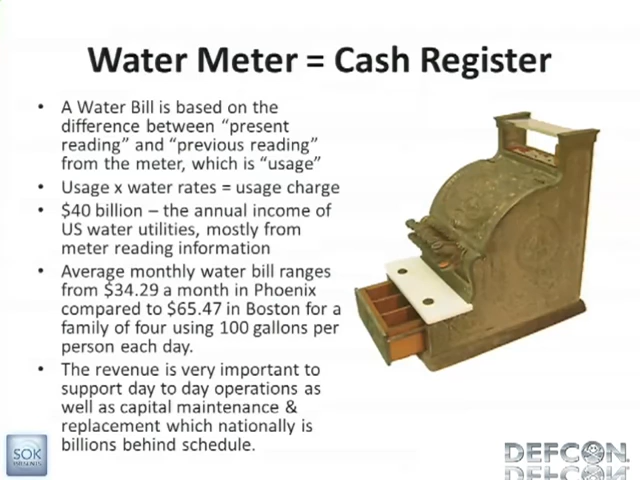 Water Meter = Cash Register
• A Water Bill is based on the
difference between “present
reading” and “previous reading”
from the meter, which is “usage”
• Usage x water rates = usage charge
• $40 billion – the annual income of
US water utilities, mostly from
meter reading information
• Average monthly water bill ranges
from $34.29 a month in Phoenix
compared to $65.47 in Boston for a
family of four using 100 gallons per
person each day.
• The revenue is very important to
support day to day operations as
well as capital maintenance &
replacement which nationally is
billions behind schedule.
SOK
DEFCON